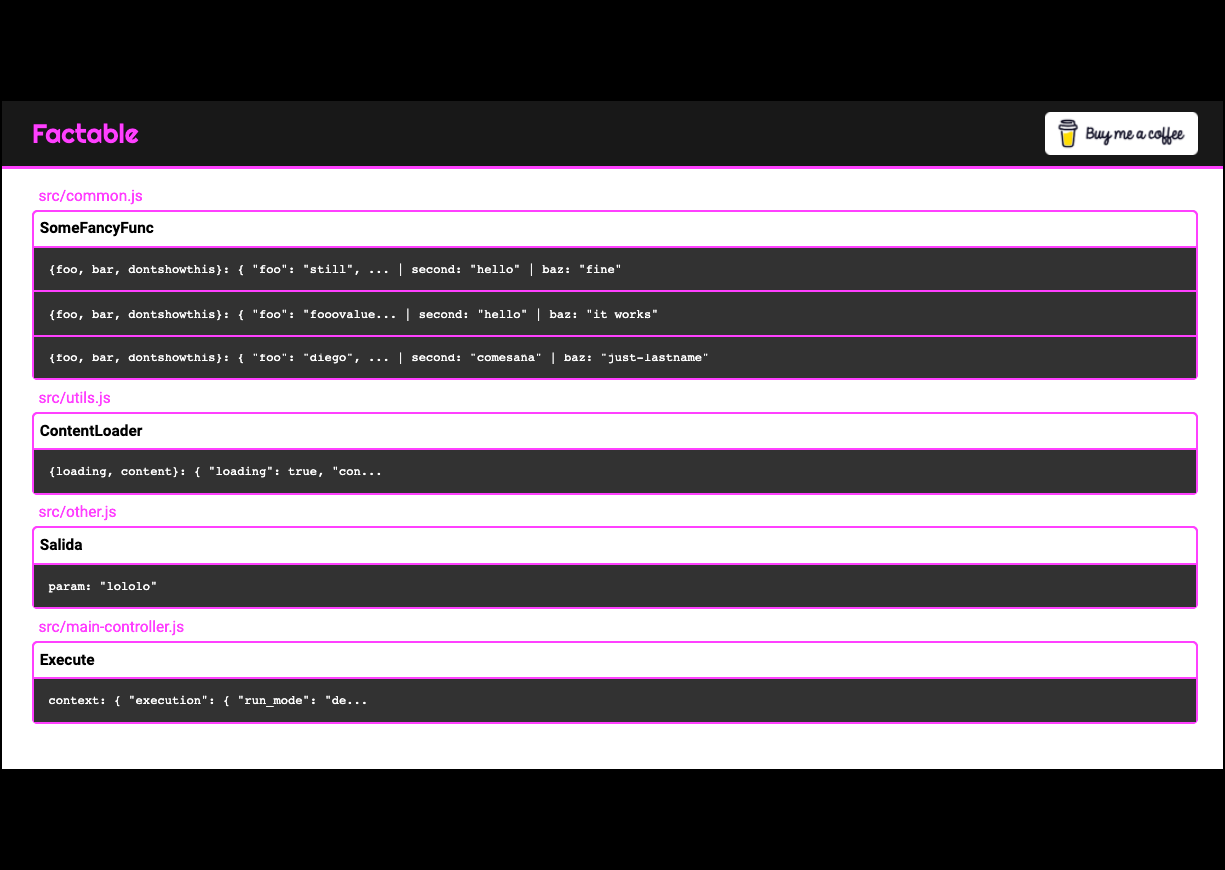 Factable
Buy me a coffee
src/common.js
SomeFancyFunc
{foo, bar, dontshowthis}: { "foo": "still", ... | second: "hello" | baz: "fine"
{foo, bar, dontshowthis}: { "foo": "fooovalue... | second: "hello" | baz: "it works"
{foo, bar, dontshowthis}: { "foo": "diego", ... | second: "comesana" | baz: "just-lastname"
src/utils.js
ContentLoader
{loading, content}: { "loading": true, "con...
src/other.js
Salida
param: "lololo"
src/main-controller.js
Execute
context: { "execution": { "run_mode": "de...